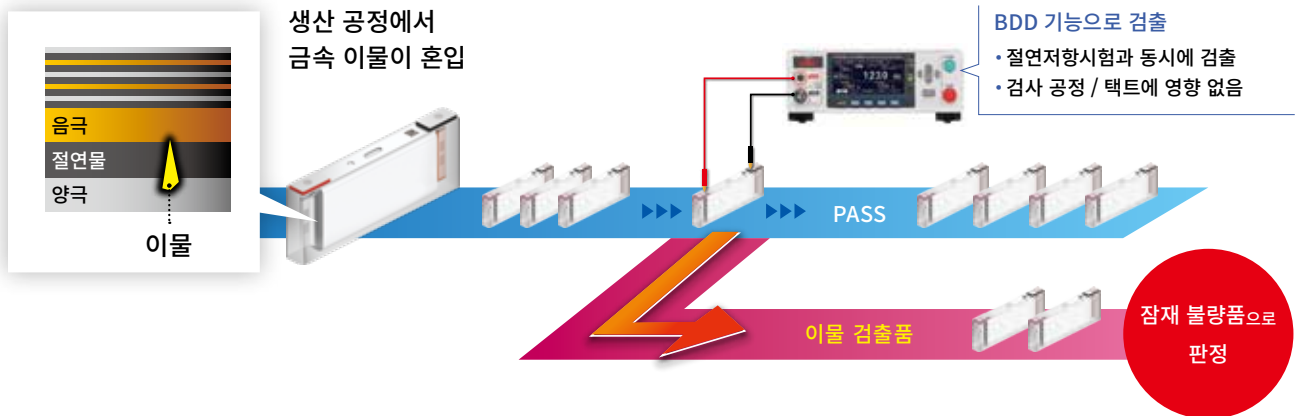 생산 공정에서
금속 이물이 혼입
음극
절연물
양극
이물
BDD 기능으로 검출
• 절연저항시험과 동시에 검출
• 검사 공정 / 택트에 영향 없음
PASS
이물 검출품
잠재 불량품으로
판정